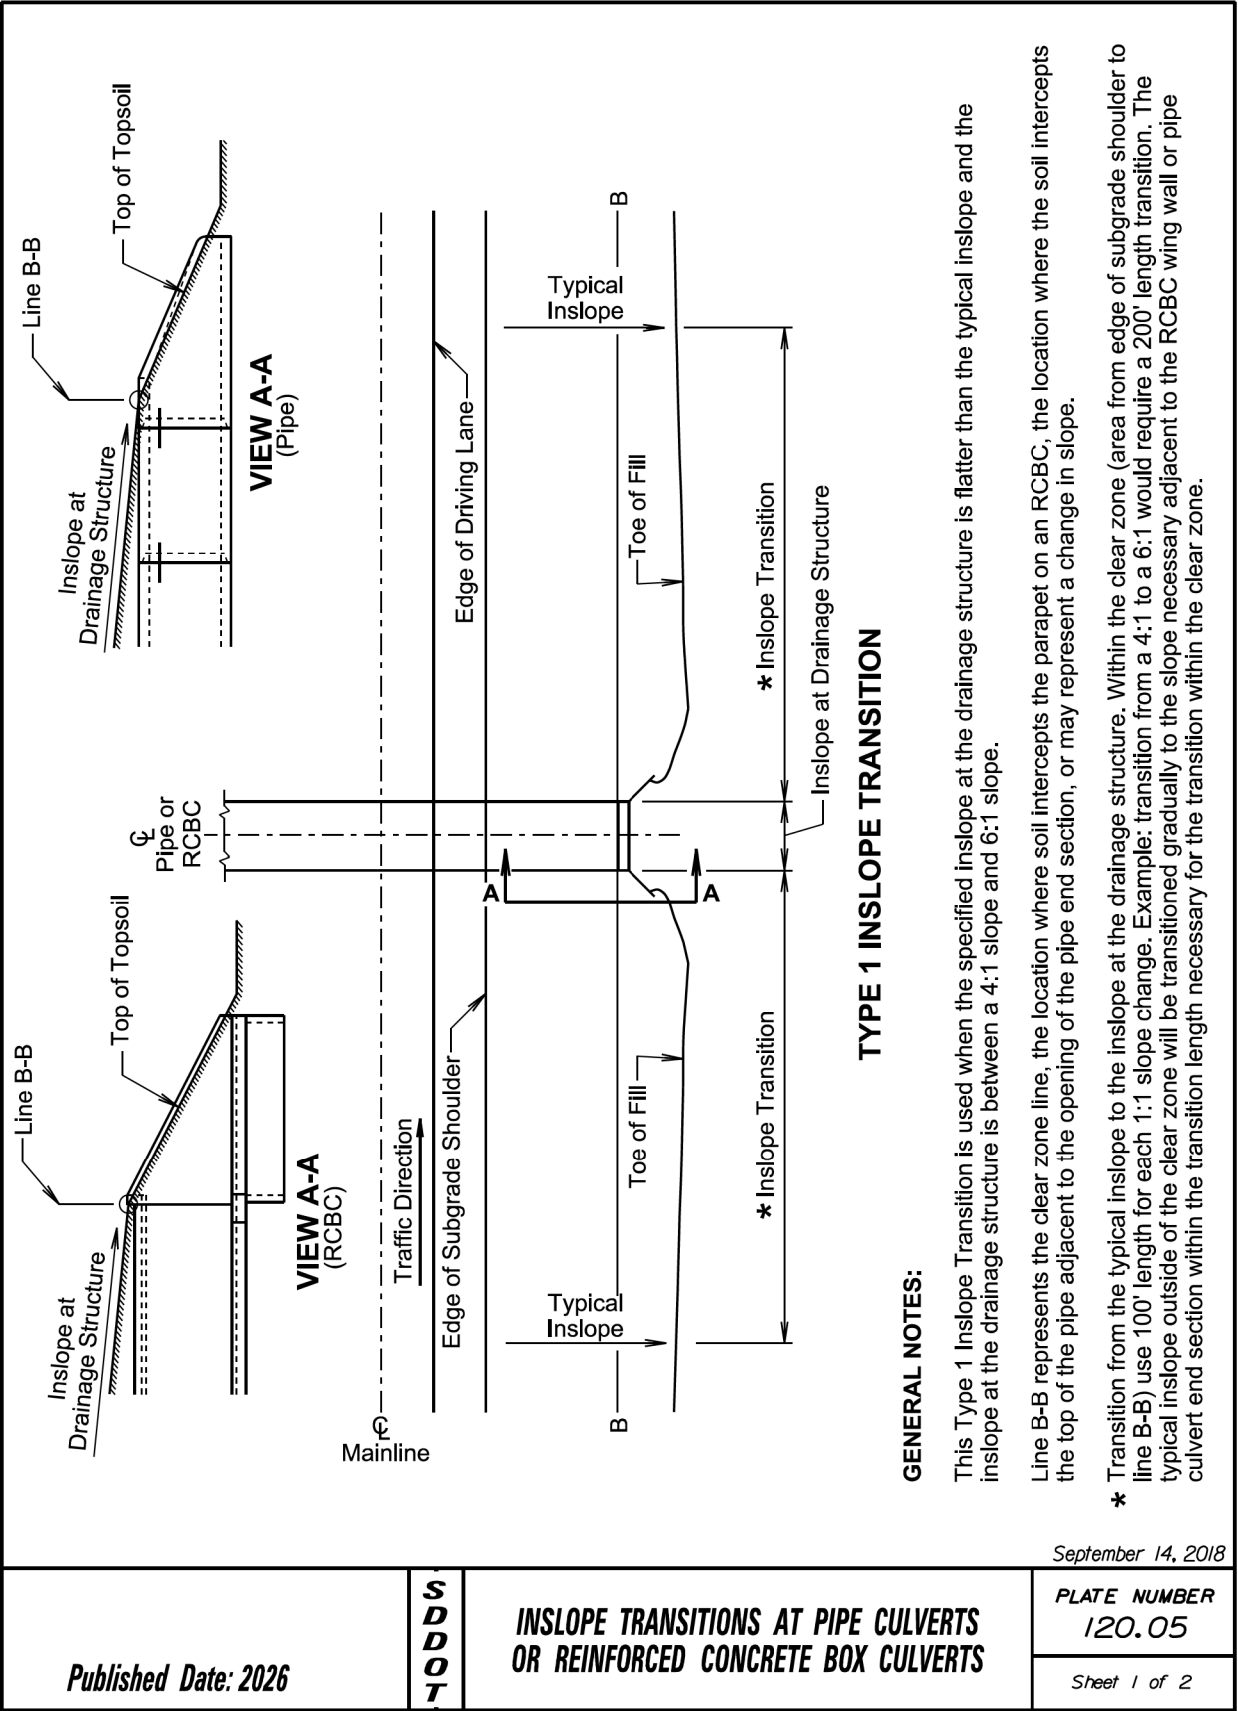 Line B-B
Top of Topsoil
Inslope at
Drainage Structure
VIEW A-A
(RCBC)
Line B-B
Top of Topsoil
Inslope at
Drainage Structure
VIEW A-A
(Pipe)
℄
Pipe or
RCBC
℄
Mainline
Traffic Direction
Edge of Subgrade Shoulder
Edge of Driving Lane
A
A
B
B
Typical
Inslope
Typical
Inslope
Toe of Fill
Toe of Fill
* Inslope Transition
* Inslope Transition
Inslope at Drainage Structure
TYPE 1 INSLOPE TRANSITION
GENERAL NOTES:
This Type 1 Inslope Transition is used when the specified inslope at the drainage structure is flatter than the typical inslope and the
inslope at the drainage structure is between a 4:1 slope and 6:1 slope.
Line B-B represents the clear zone line, the location where soil intercepts the parapet on an RCBC, the location where the soil intercepts
the top of the pipe adjacent to the opening of the pipe end section, or may represent a change in slope.
* Transition from the typical inslope to the inslope at the drainage structure. Within the clear zone (area from edge of subgrade shoulder to
line B-B) use 100' length for each 1:1 slope change. Example: transition from a 4:1 to a 6:1 would require a 200' length transition. The
typical inslope outside of the clear zone will be transitioned gradually to the slope necessary adjacent to the RCBC wing wall or pipe
culvert end section within the transition length necessary for the transition within the clear zone.
September 14, 2018
Published Date: 2026
SDDOT
INSLOPE TRANSITIONS AT PIPE CULVERTS
OR REINFORCED CONCRETE BOX CULVERTS
PLATE NUMBER
120.05
Sheet 1 of 2